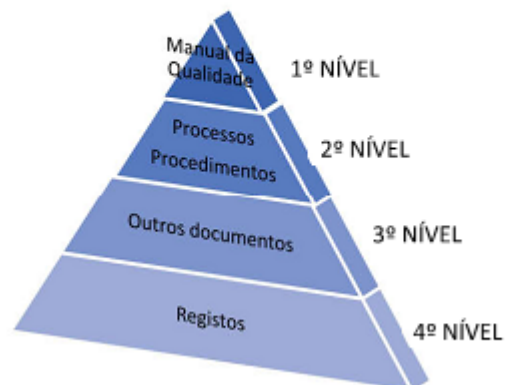 Manual da
Qualidade
1º NÍVEL
Processos
Procedimentos
2º NÍVEL
Outros documentos
3º NÍVEL
Registos
4º NÍVEL